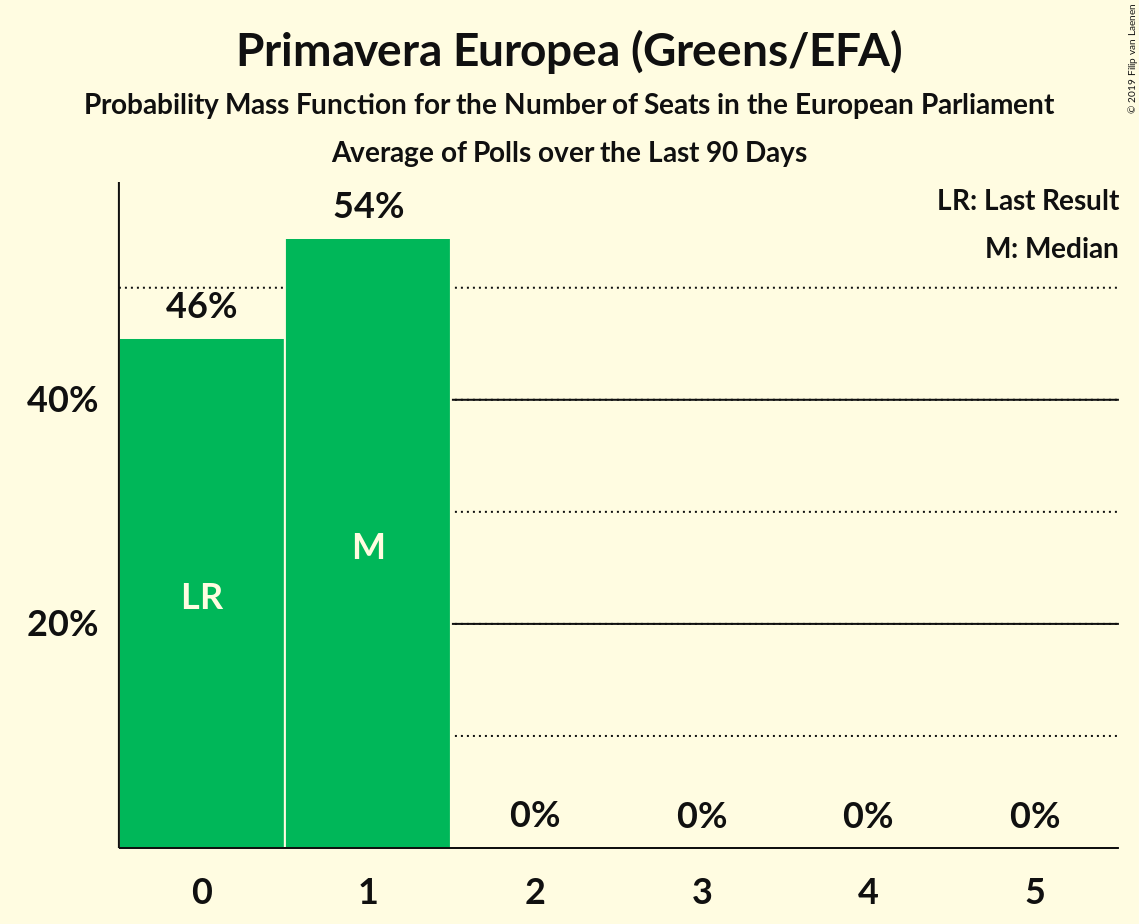 Primavera Europea (Greens/EFA)
Probability Mass Function for the Number of Seats in the European Parliament
Average of Polls over the Last 90 Days
© 2019 Filip van Laenen
LR: Last Result
M: Median
54%
46%
40%
20%
LR
M
0%
0%
0%
0%
0
1
2
3
4
5